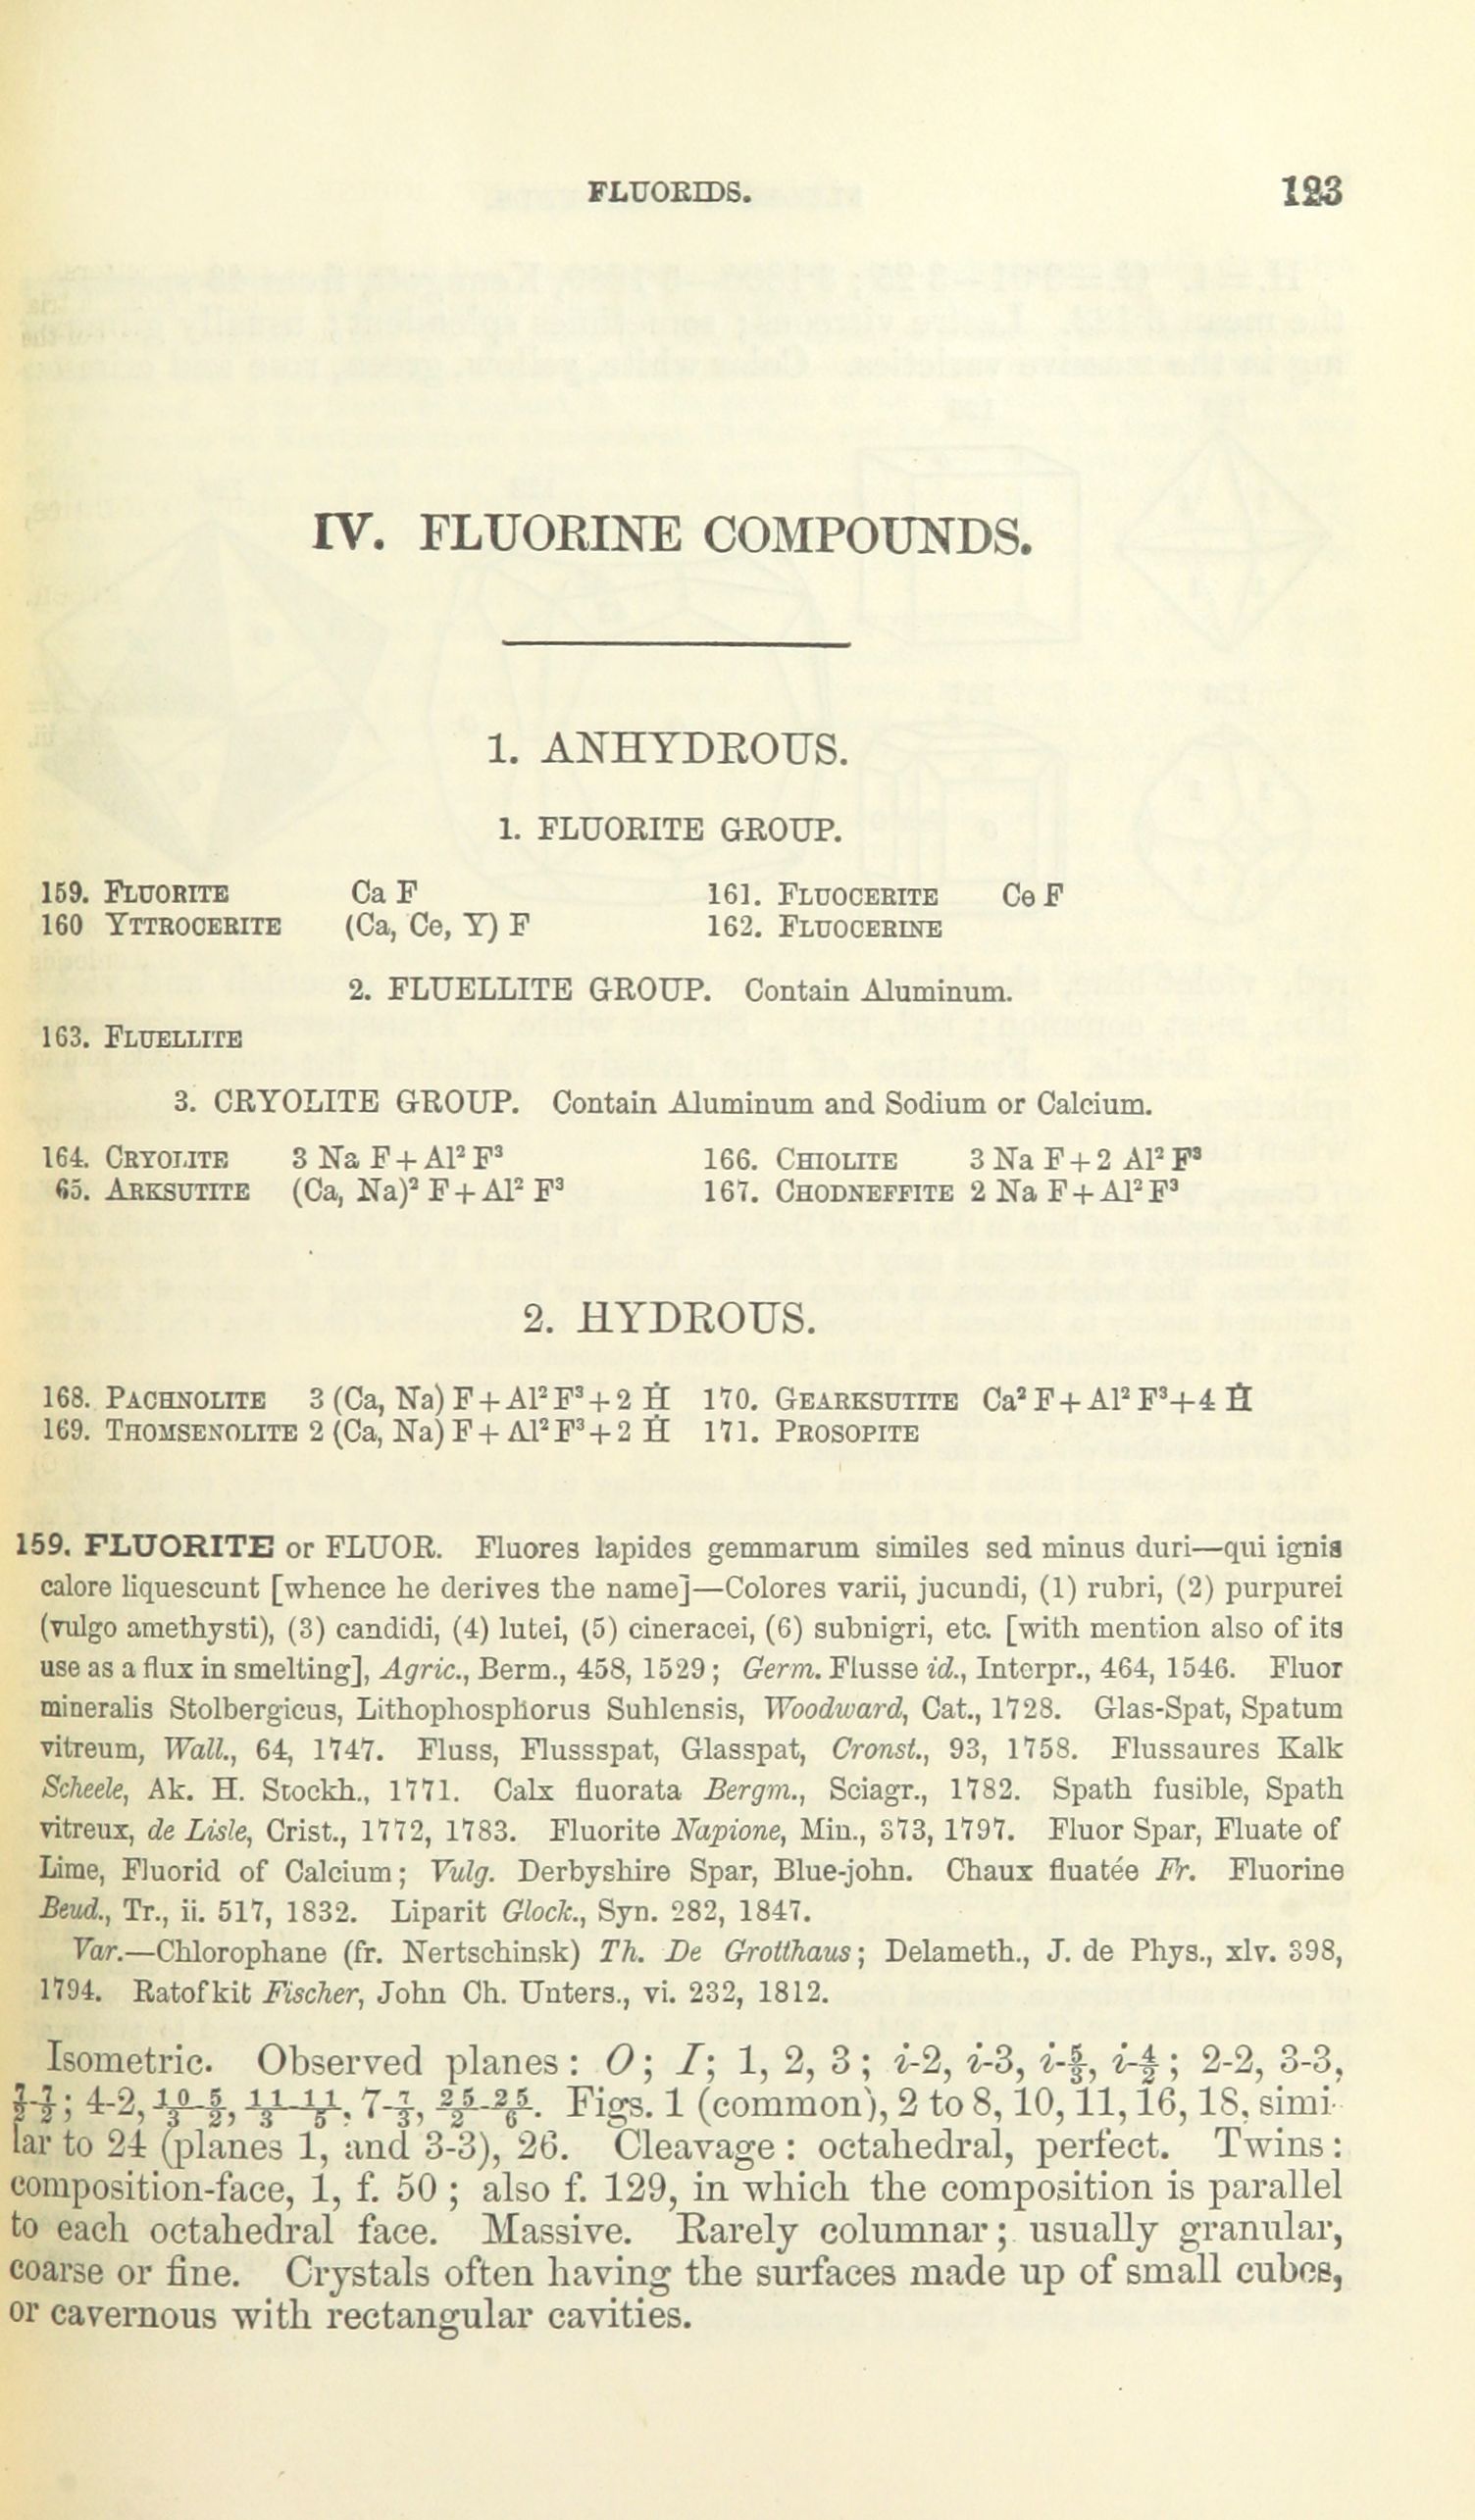 FLUORIDS. 123
IV. FLUORINE COMPOUNDS.
1. ANHYDROUS.
1. FLUORITE GROUP.
159. FLUORITE Ca F 161. FLUOCERITE Ce F
160 YTTROCERITE (Ca, Ce, Y) F 162. FLUOCERINE
2. FLUELLITE GROUP. Contain Aluminum.
163. FLUELLITE
3. CRYOLITE GROUP. Contain Aluminum and Sodium or Calcium.
164. CRYOLITE 3 Na F + Al² F³ 166. CHIOLITE 3 Na F + 2 Al² F³
65. ARKSUTITE (Ca, Na)² F + Al² F³ 167. CHODNEFFITE 2 Na F + Al² F³
2. HYDROUS.
168. PACHNOLITE 3 (Ca, Na) F + Al² F³ + 2 Ḣ 170. GEARKSUTITE Ca² F + Al² F³ + 4 Ḣ
169. THOMSENOLITE 2 (Ca, Na) F + Al² F³ + 2 Ḣ 171. PROSOPITE
159. FLUORITE or FLUOR. Fluores lapides gemmarum similes sed minus duri—qui ignis
calore liquescunt [whence he derives the name]—Colores varii, jucundi, (1) rubri, (2) purpurei
(vulgo amethysti), (3) candidi, (4) lutei, (5) cineracei, (6) subnigri, etc. [with mention also of its
use as a flux in smelting], Agric., Berm., 458, 1529; Germ. Flusse id., Interpr., 464, 1546. Fluor
mineralis Stolbergicus, Lithophosphorus Suhlensis, Woodward, Cat., 1728. Glas-Spat, Spatum
vitreum, Wall., 64, 1747. Fluss, Flussspat, Glasspat, Cronst., 93, 1758. Flussaures Kalk
Scheele, Ak. H. Stockh., 1771. Calx fluorata Bergm., Sciagr., 1782. Spath fusible, Spath
vitreux, de Lisle, Crist., 1772, 1783. Fluorite Napione, Min., 373, 1797. Fluor Spar, Fluate of
Lime, Fluorid of Calcium; Vulg. Derbyshire Spar, Blue-john. Chaux fluatée Fr. Fluorine
Beud., Tr., ii. 517, 1832. Liparit Glock., Syn. 282, 1847.
Var.—Chlorophane (fr. Nertschinsk) Th. De Grotthaus; Delameth., J. de Phys., xlv. 398,
1794. Ratofkit Fischer, John Ch. Unters., vi. 232, 1812.
Isometric. Observed planes: O; I; 1, 2, 3; i-2, i-3, i-5/3, i-4/2; 2-2, 3-3,
7/2-7/2; 4-2, 10/3-5/2, 11/3-11/5, 7-7/3, 25/2-25/6. Figs. 1 (common), 2 to 8, 10, 11, 16, 18, simi-
lar to 24 (planes 1, and 3-3), 26. Cleavage: octahedral, perfect. Twins:
composition-face, 1, f. 50; also f. 129, in which the composition is parallel
to each octahedral face. Massive. Rarely columnar; usually granular,
coarse or fine. Crystals often having the surfaces made up of small cubes,
or cavernous with rectangular cavities.